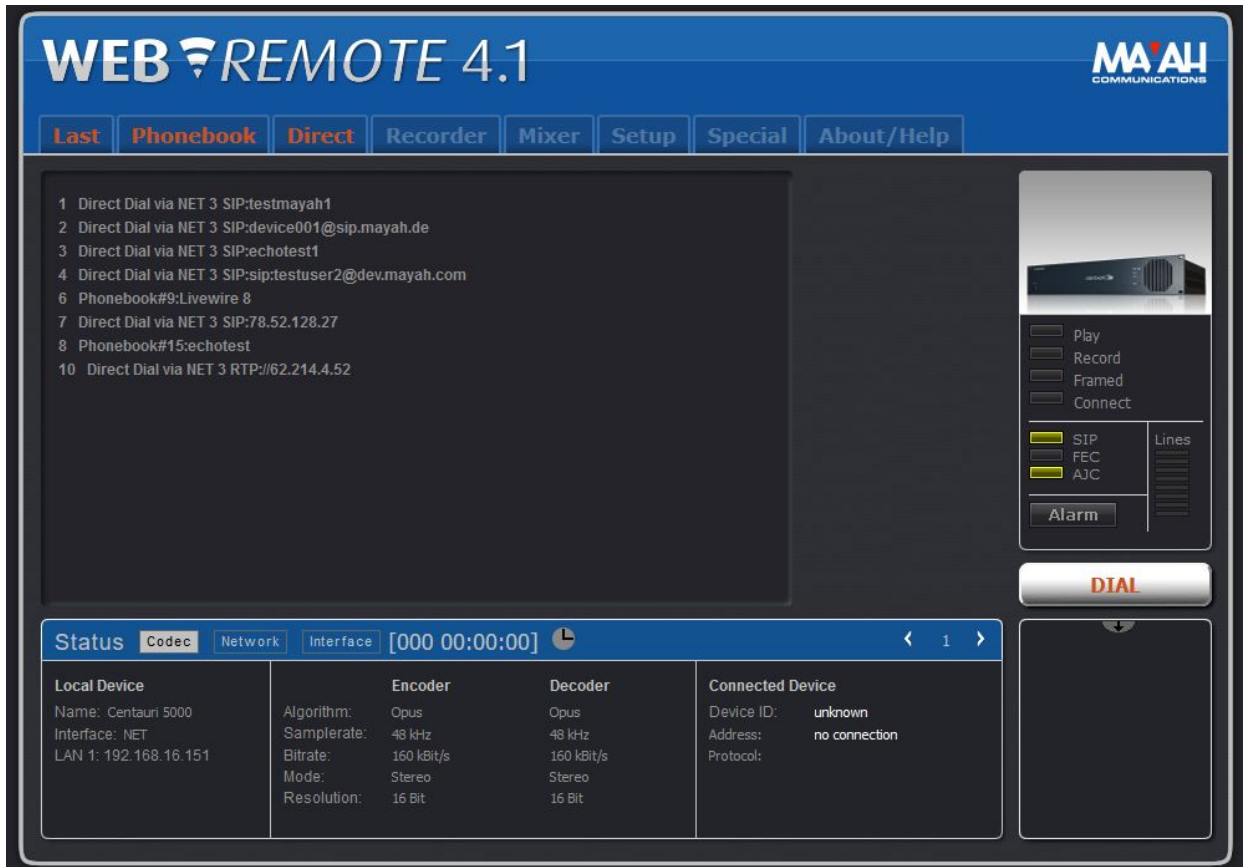 WEB REMOTE 4.1
MAYAH
COMMUNICATIONS
Last Phonebook Direct Recorder Mixer Setup Special About/Help
1 Direct Dial via NET 3 SIP:testmayah1
2 Direct Dial via NET 3 SIP:device001@sip.mayah.de
3 Direct Dial via NET 3 SIP:echotest1
4 Direct Dial via NET 3 SIP:sip:testuser2@dev.mayah.com
6 Phonebook#9:Livewire 8
7 Direct Dial via NET 3 SIP:78.52.128.27
8 Phonebook#15:echotest
10 Direct Dial via NET 3 RTP://62.214.4.52
Play
Record
Framed
Connect
SIP Lines
FEC
AJC
Alarm
DIAL
Status Codec Network Interface [000 00:00:00] < 1 >
Local Device
Name: Centauri 5000
Interface: NET
LAN 1: 192.168.16.151
Encoder Decoder
Algorithm: Opus Opus
Samplerate: 48 kHz 48 kHz
Bitrate: 160 kBit/s 160 kBit/s
Mode: Stereo Stereo
Resolution: 16 Bit 16 Bit
Connected Device
Device ID: unknown
Address: no connection
Protocol: